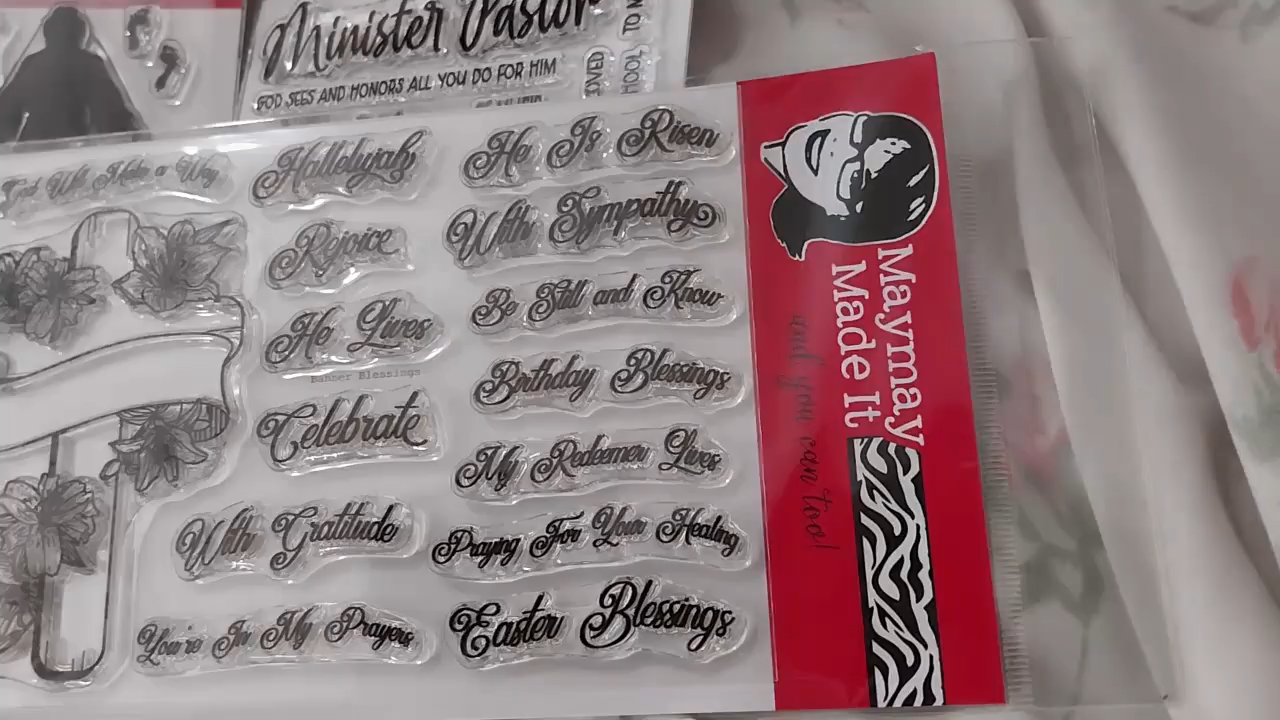 Minister Pastor
GOD SEES AND HONORS ALL YOU DO FOR HIM
TO
God Will Make a Way
Hallelujah
Rejoice
He Lives
Banner Blessings
Celebrate
With Gratitude
You're In My Prayers
He Is Risen
With Sympathy
Be Still and Know
Birthday Blessings
My Redeemer Lives
Praying For Your Healing
Easter Blessings
Maymay
Made It
and you can too!